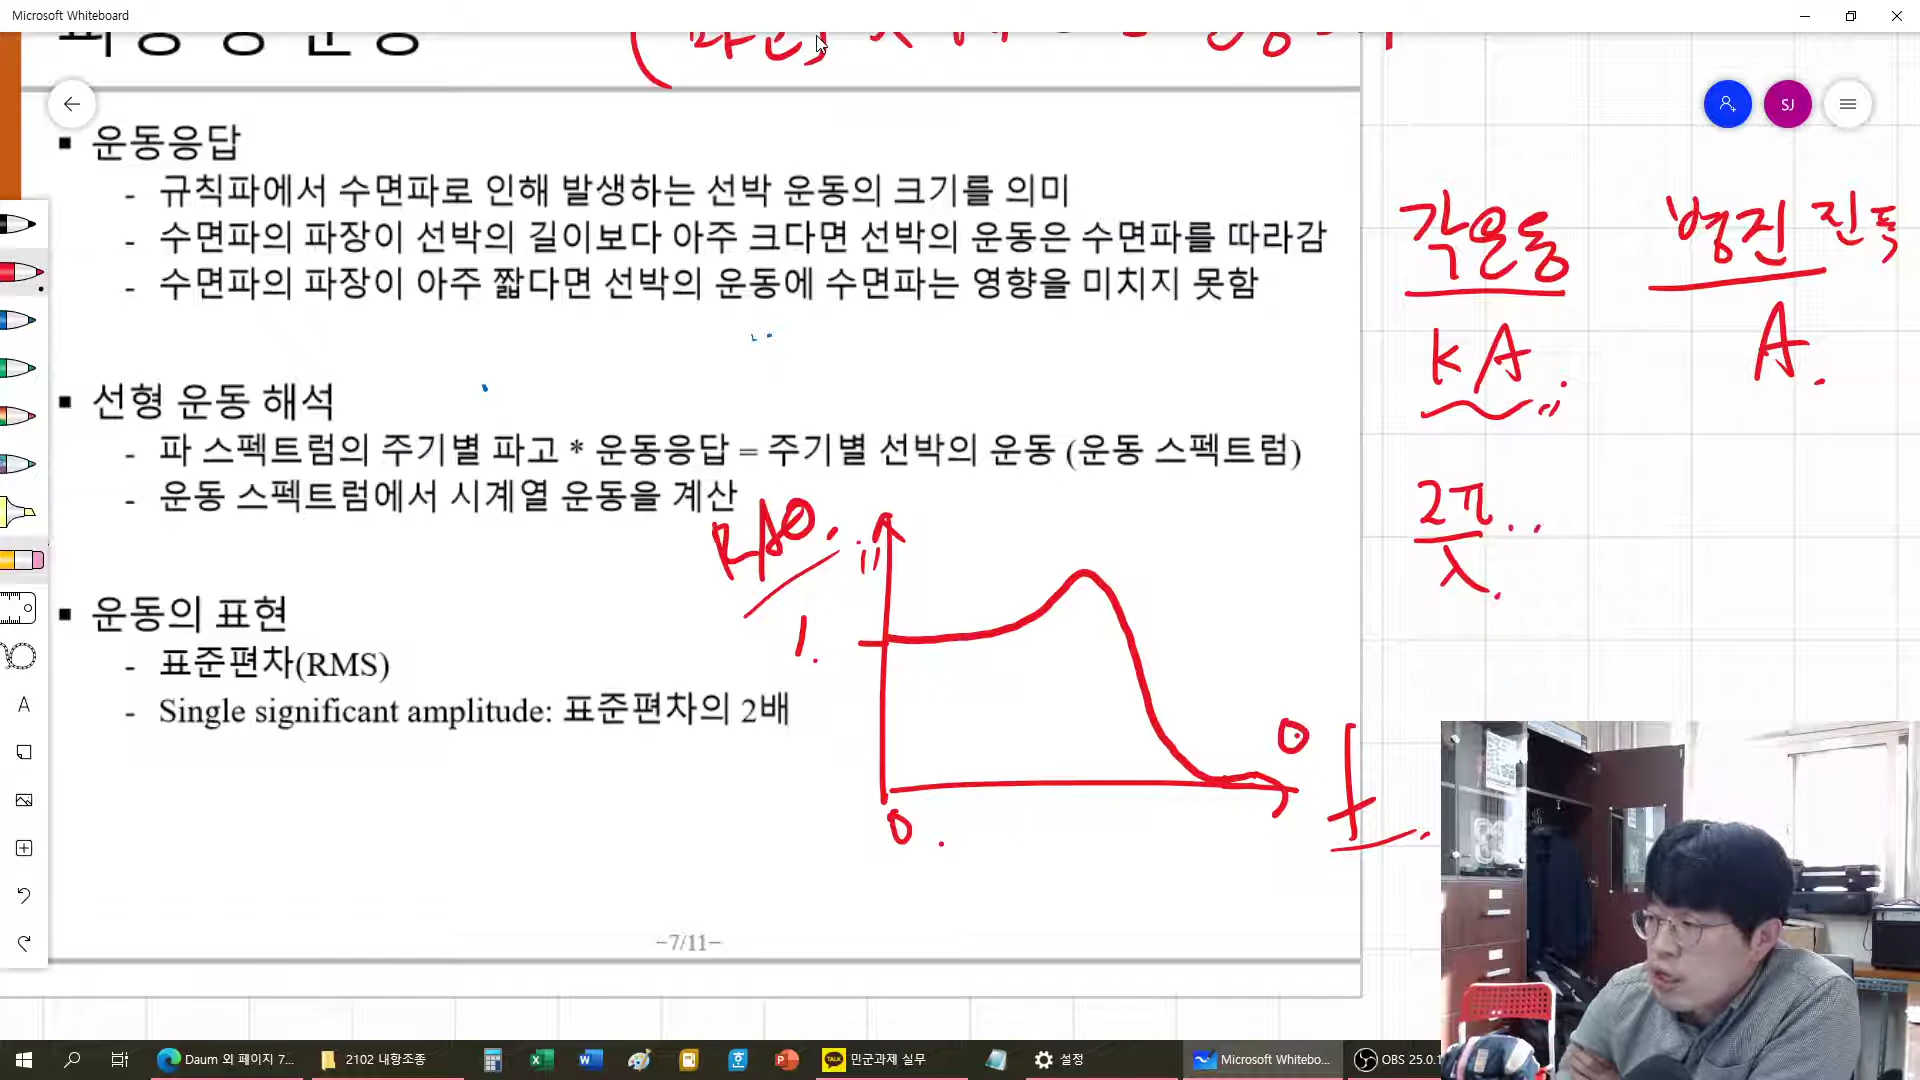 Microsoft Whiteboard
SJ
운동응답
- 규칙파에서 수면파로 인해 발생하는 선박 운동의 크기를 의미
- 수면파의 파장이 선박의 길이보다 아주 크다면 선박의 운동은 수면파를 따라감
- 수면파의 파장이 아주 짧다면 선박의 운동에 수면파는 영향을 미치지 못함
각운동
병진 진폭
kA
A.
선형 운동 해석
- 파 스펙트럼의 주기별 파고 * 운동응답 = 주기별 선박의 운동 (운동 스펙트럼)
- 운동 스펙트럼에서 시계열 운동을 계산
2π
λ
RAO.
1.
0
0.
운동의 표현
- 표준편차(RMS)
- Single significant amplitude: 표준편차의 2배
A
-7/11-
Daum 외 페이지 7...
2102 내항조종
민군과제 실무
설정
Microsoft Whitebo...
OBS 25.0.1